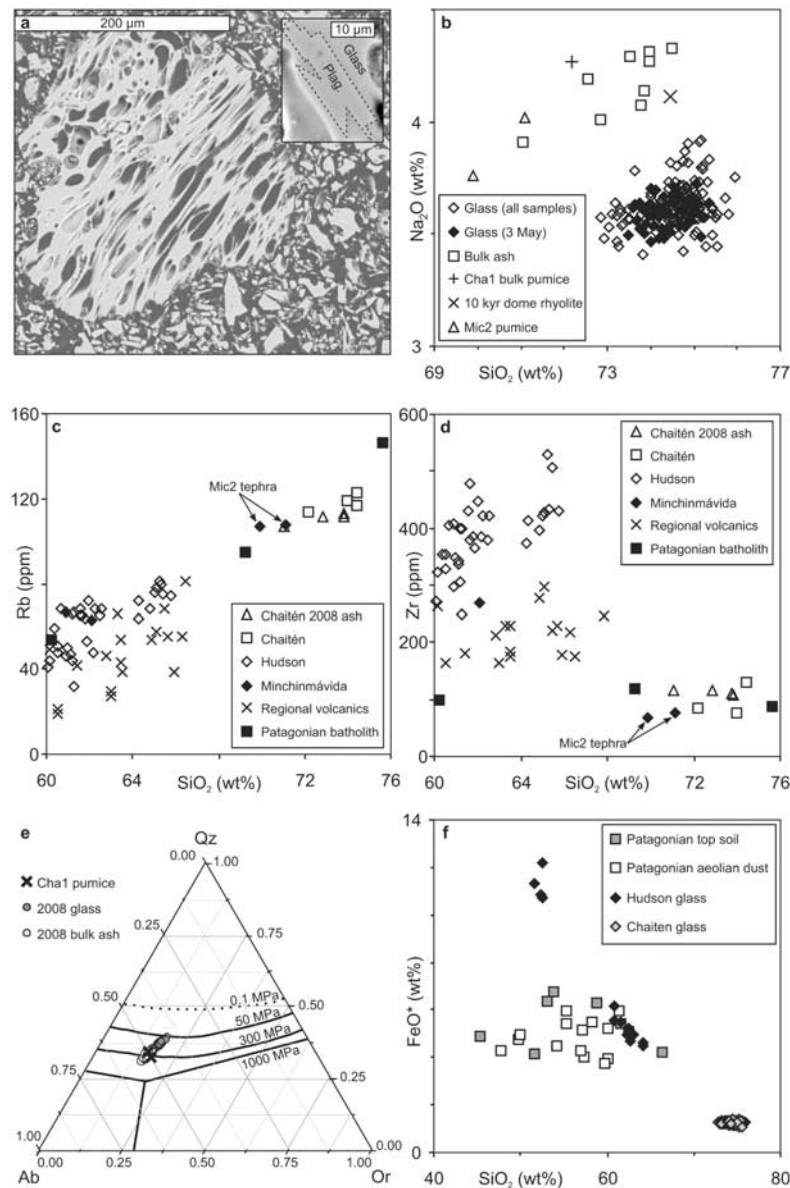 a
200 µm
10 µm
Glass
Plag.
b
Na2O (wt%)
4
3
Glass (all samples)
Glass (3 May)
Bulk ash
Cha1 bulk pumice
10 kyr dome rhyolite
Mic2 pumice
69 73 77
SiO2 (wt%)
c
Rb (ppm)
160
120
80
40
0
Mic2 tephra
Chaitén 2008 ash
Chaitén
Hudson
Minchinmávida
Regional volcanics
Patagonian batholith
60 64 72 76
SiO2 (wt%)
d
Zr (ppm)
600
400
200
0
Chaitén 2008 ash
Chaitén
Hudson
Minchinmávida
Regional volcanics
Patagonian batholith
Mic2 tephra
60 64 72 76
SiO2 (wt%)
e
Qz
0.00 1.00
Cha1 pumice
2008 glass
2008 bulk ash
0.25 0.75
0.50 0.50
0.1 MPa
50 MPa
300 MPa
1000 MPa
0.75 0.25
1.00 0.00
0.00 0.25 0.50 0.75 1.00
Ab Or
f
FeO* (wt%)
14
0
Patagonian top soil
Patagonian aeolian dust
Hudson glass
Chaiten glass
40 60 80
SiO2 (wt%)